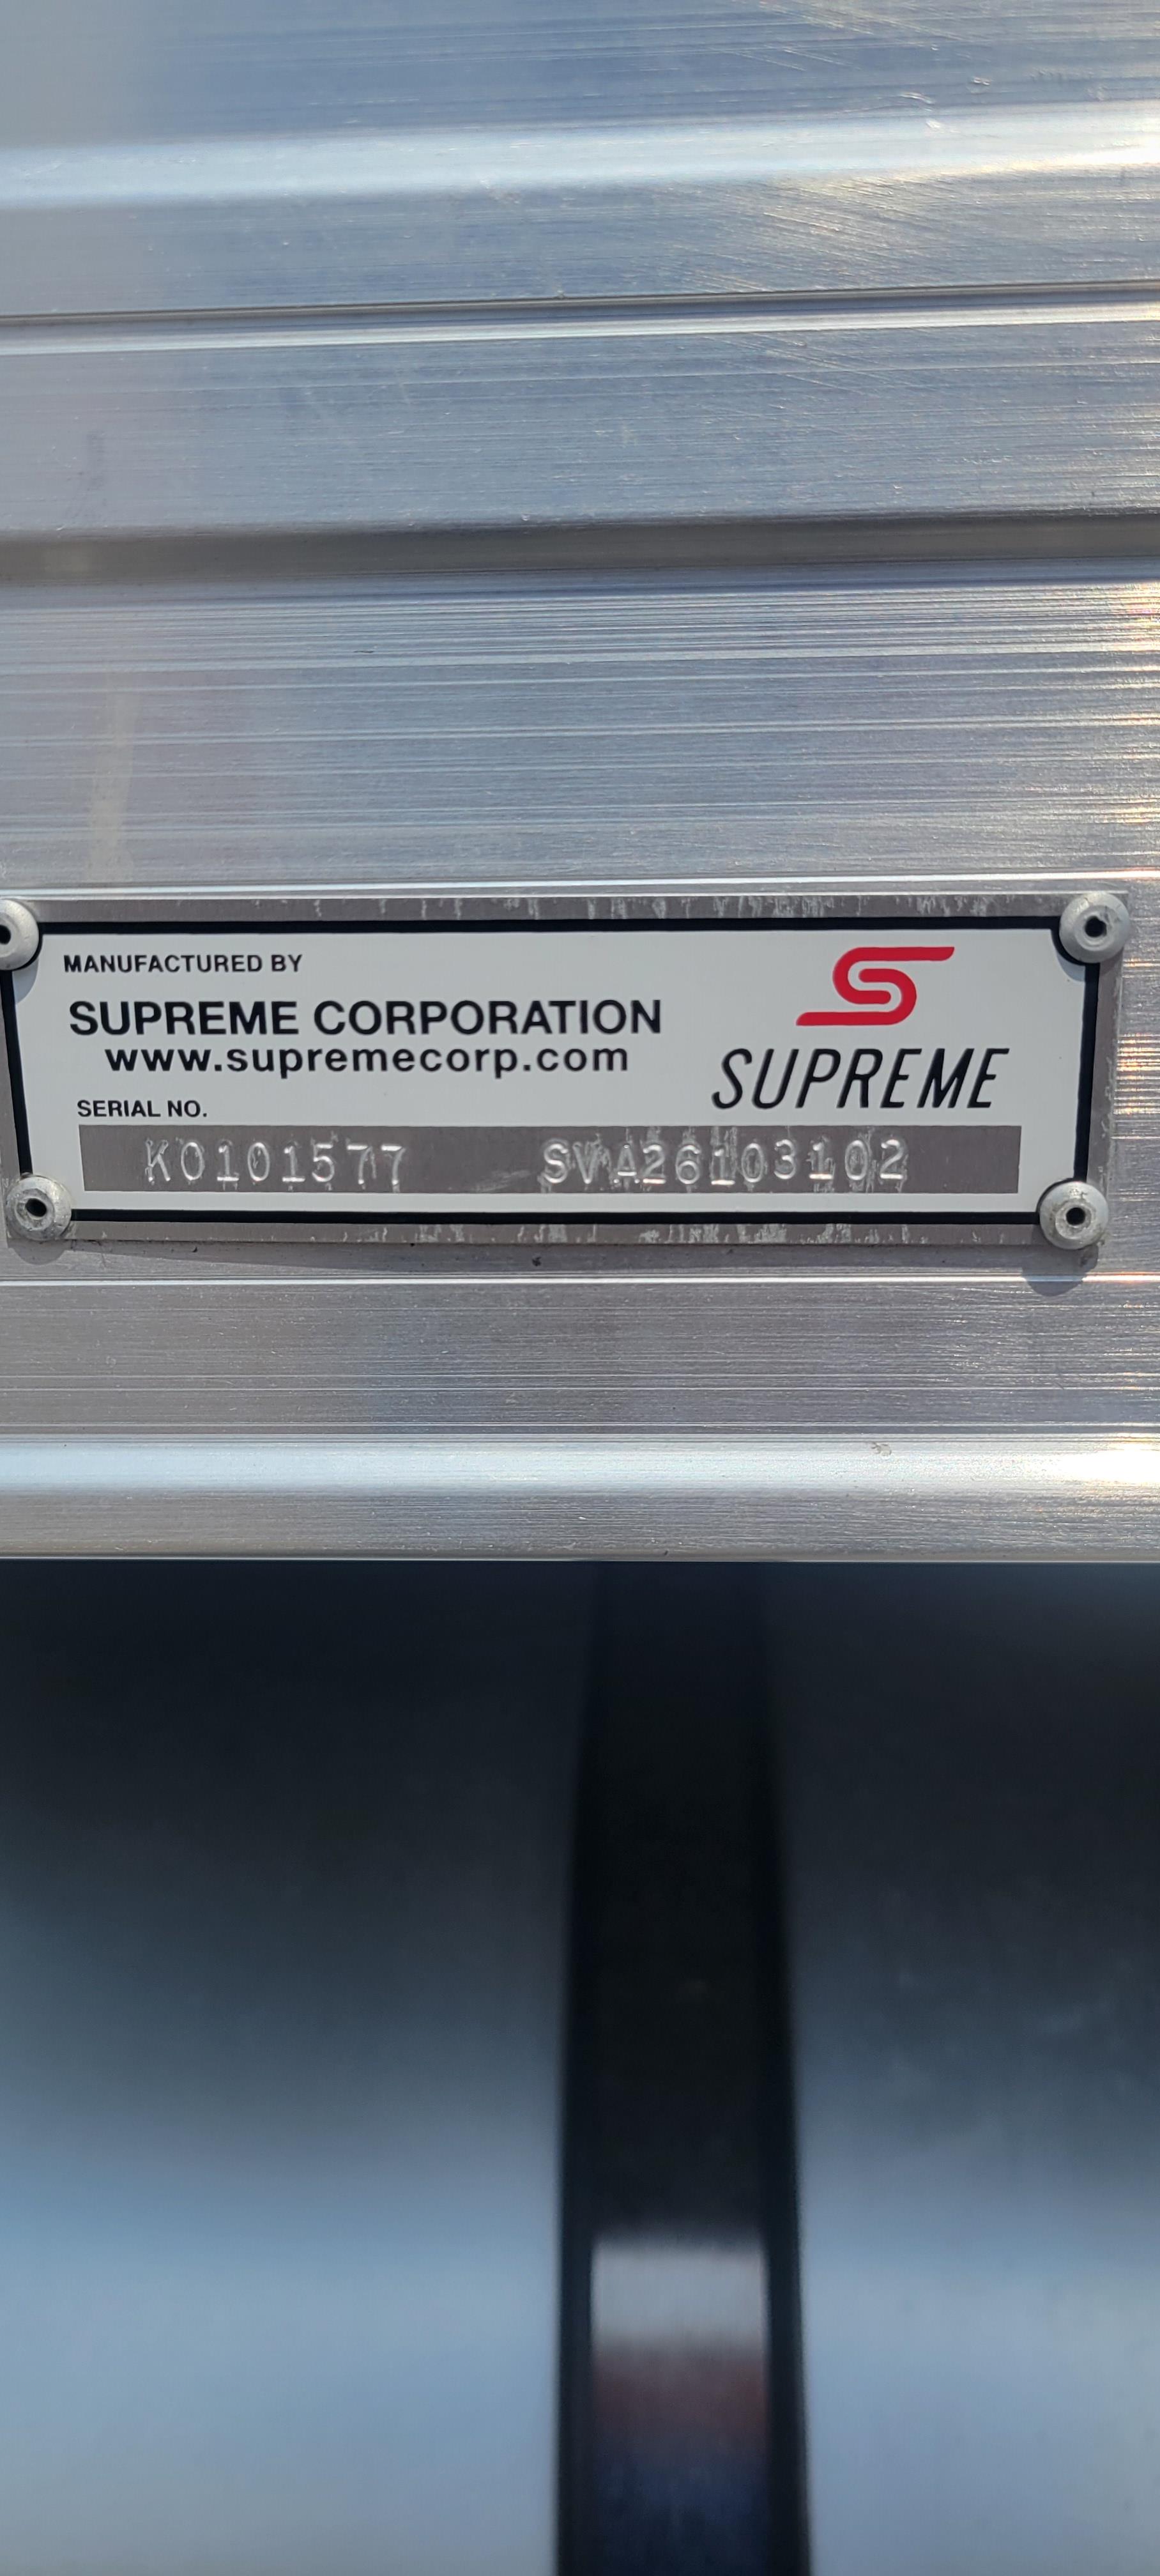 MANUFACTURED BY
SUPREME CORPORATION
www.supremecorp.com
SUPREME
SERIAL NO.
K0101577 SVA26103102